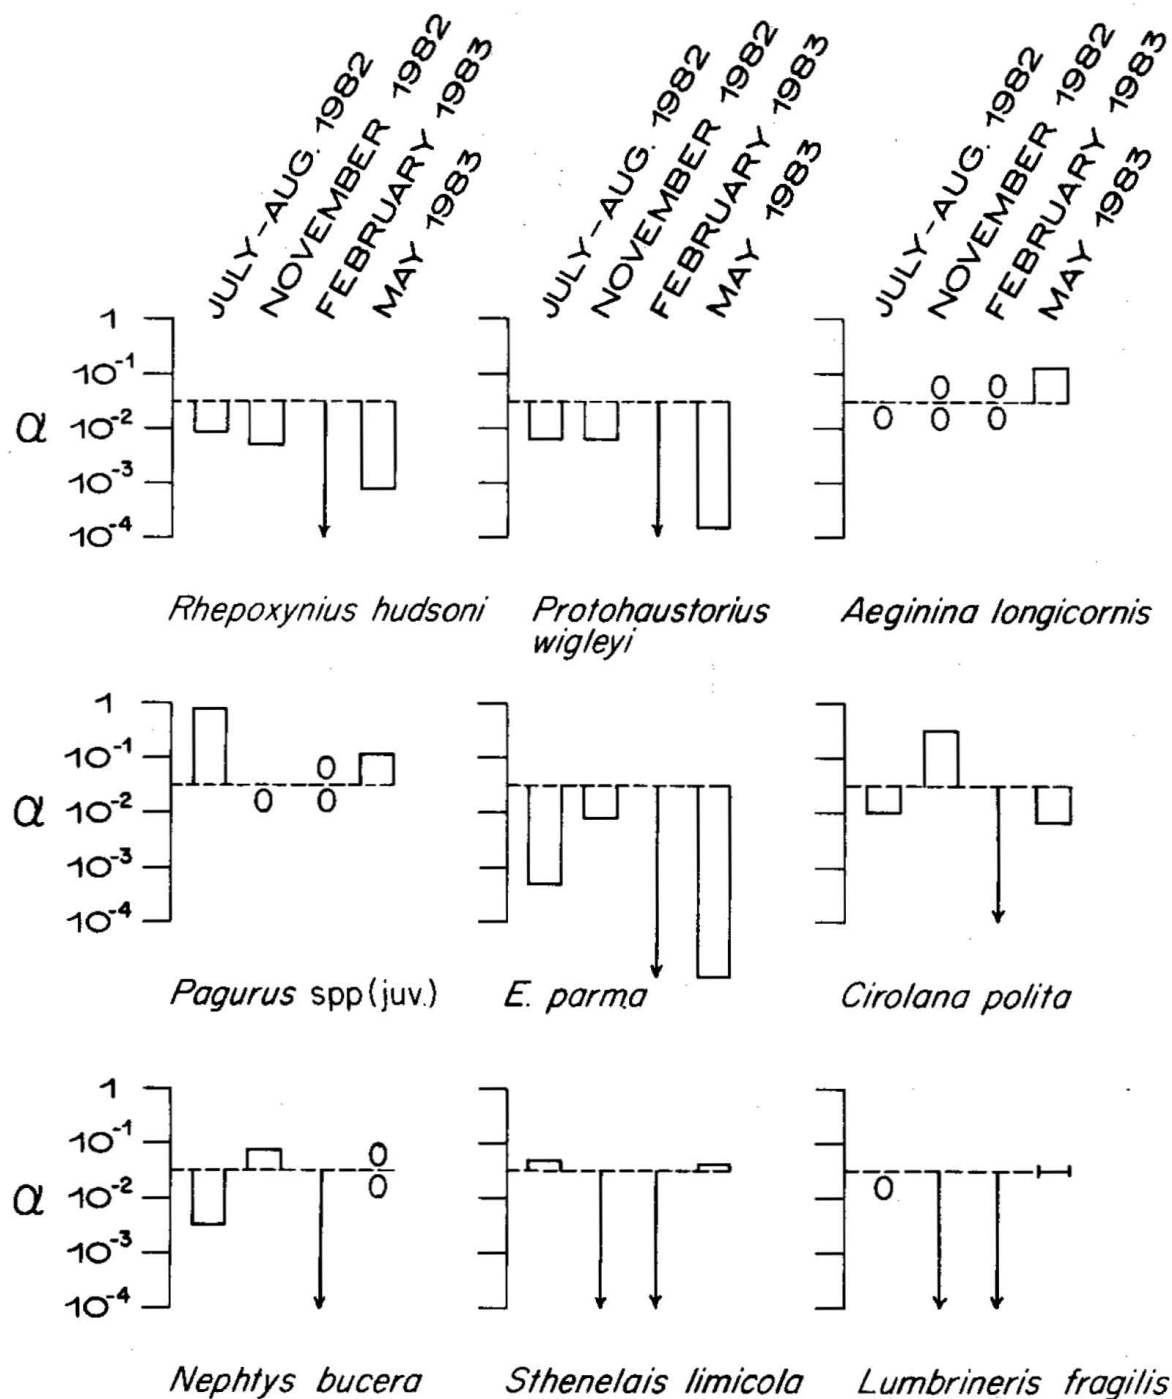 JULY-AUG. 1982
NOVEMBER 1982
FEBRUARY 1983
MAY 1983
JULY-AUG. 1982
NOVEMBER 1982
FEBRUARY 1983
MAY 1983
JULY-AUG. 1982
NOVEMBER 1982
FEBRUARY 1983
MAY 1983
1
10⁻¹
α
10⁻²
10⁻³
10⁻⁴
0 0
0 0 0
Rhepoxynius hudsoni
Protohaustorius
wigleyi
Aeginina longicornis
1
10⁻¹
α
10⁻²
10⁻³
10⁻⁴
0
0 0
Pagurus spp (juv.)
E. parma
Cirolana polita
1
10⁻¹
α
10⁻²
10⁻³
10⁻⁴
0
0
0
Nephtys bucera
Sthenelais limicola
Lumbrineris fragilis